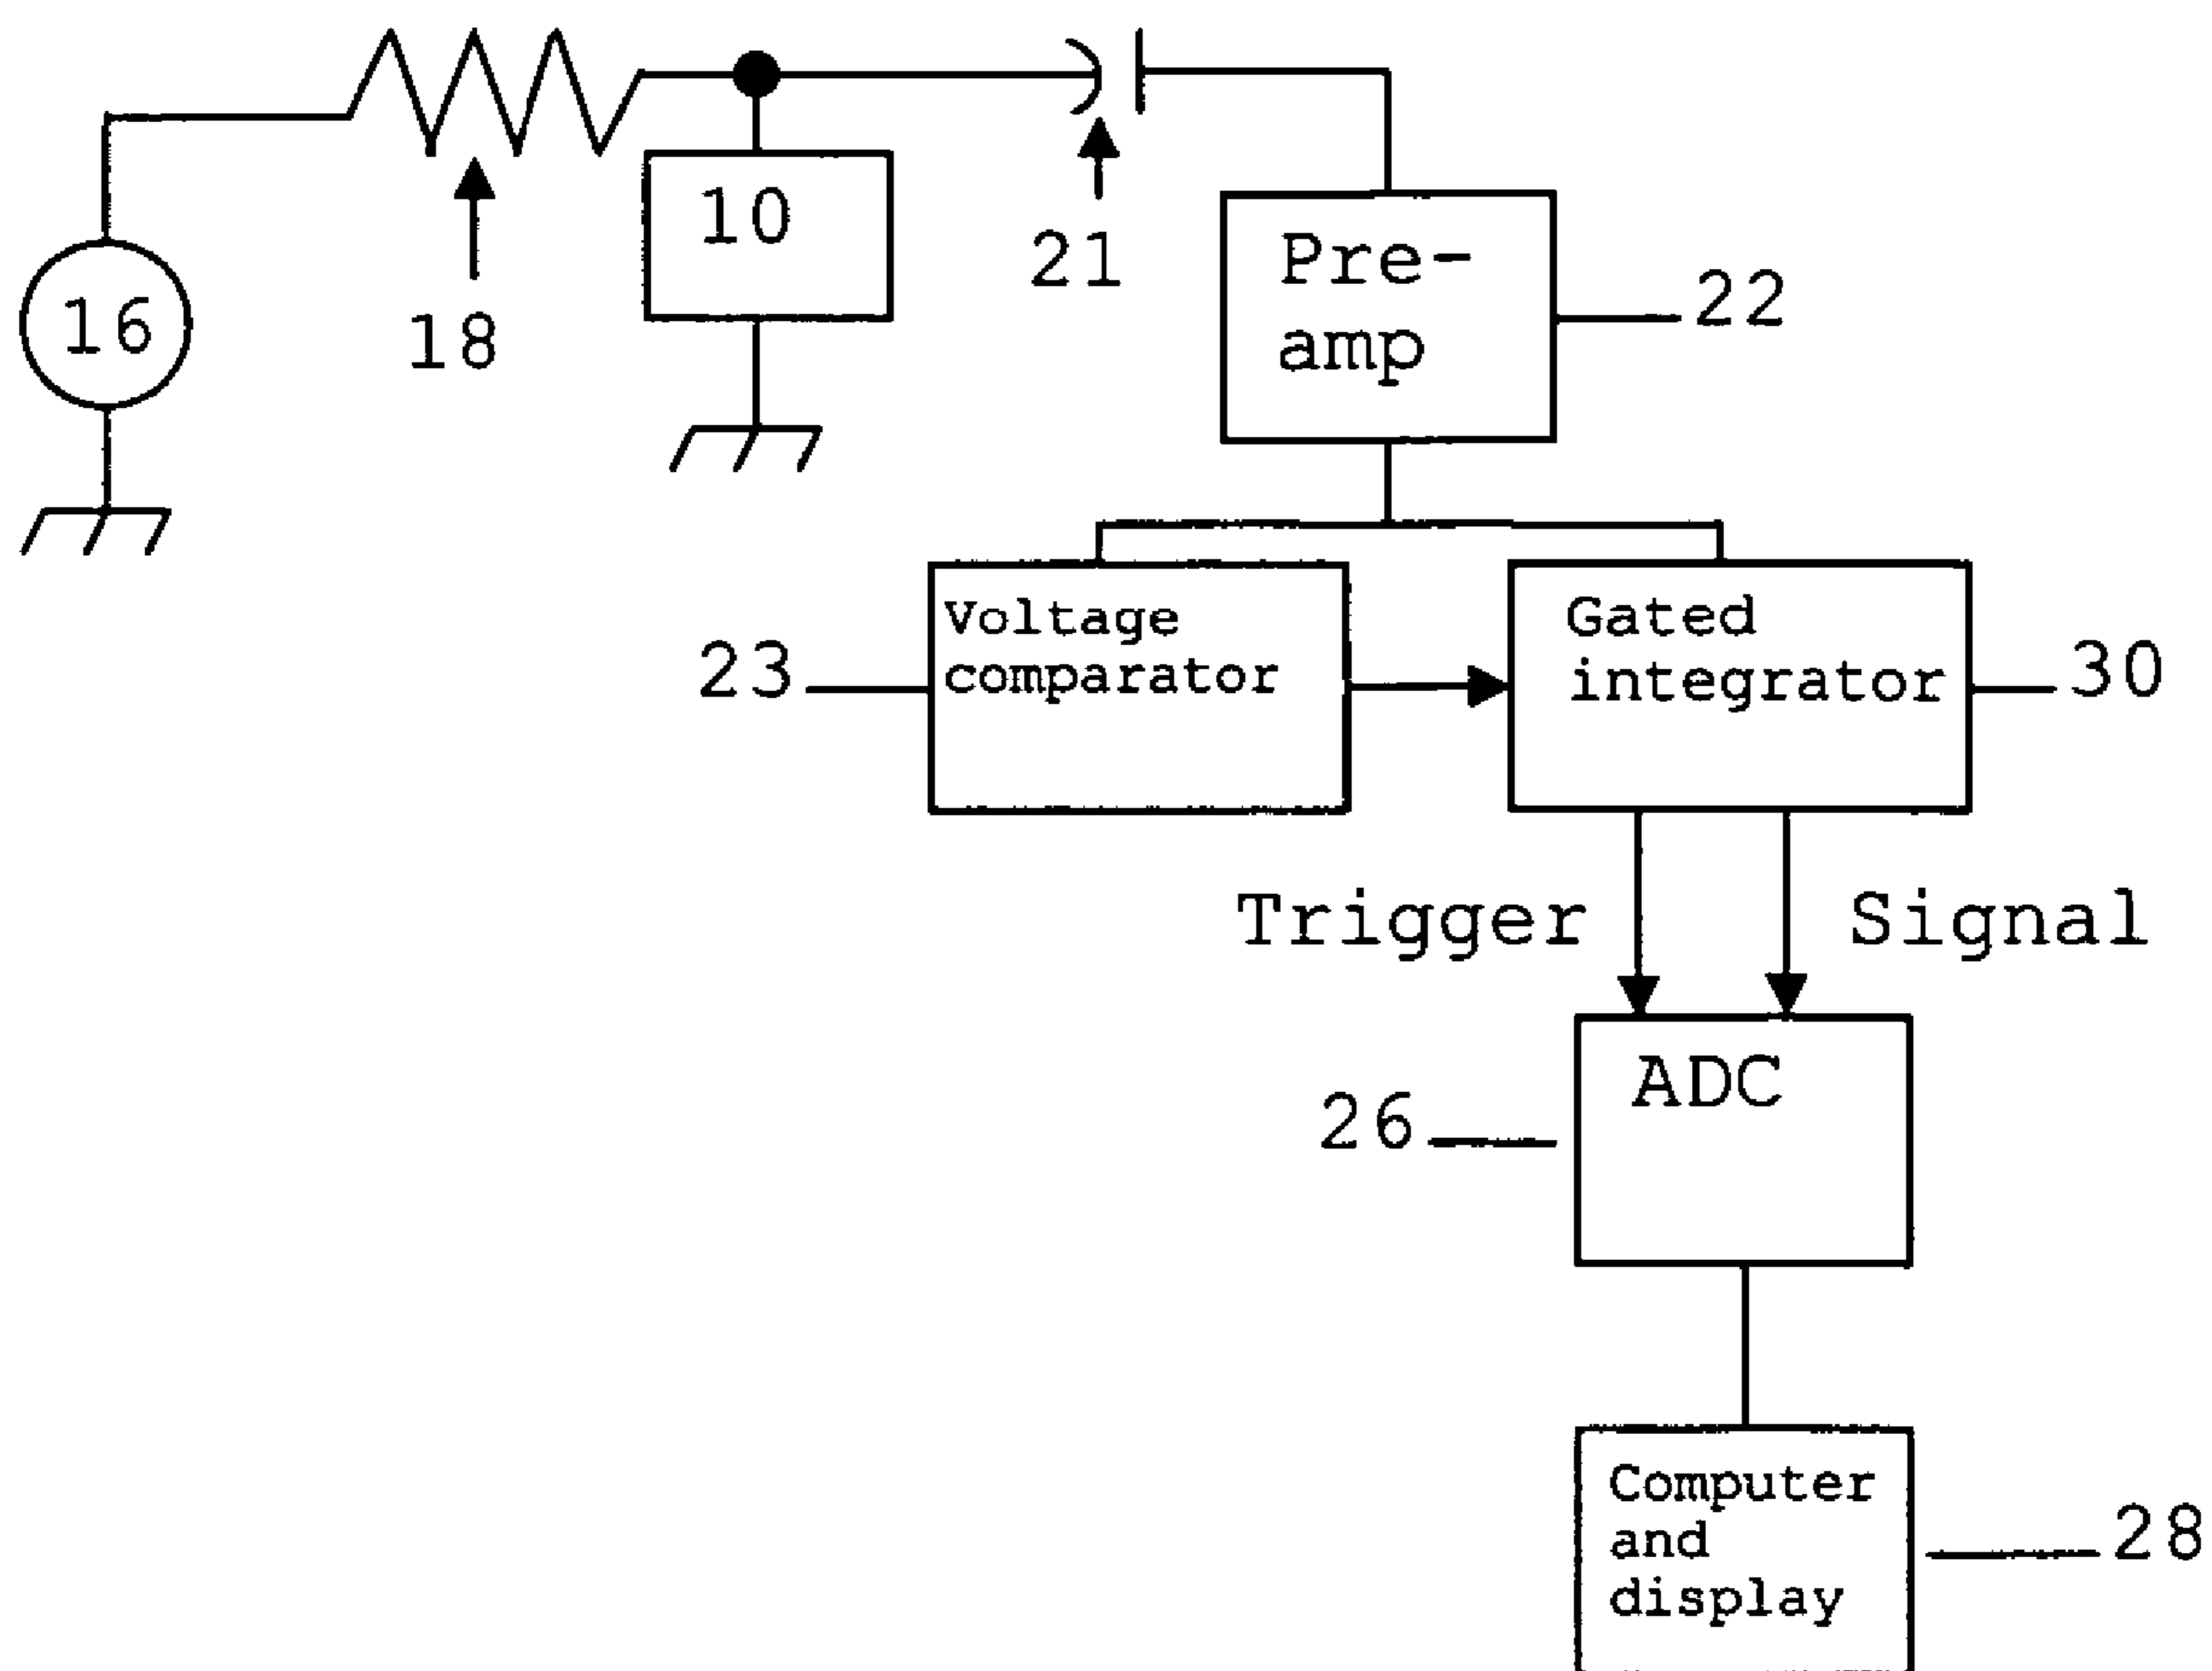 10
16
18
21
Pre-
amp
22
Voltage
comparator
23
Gated
integrator
30
Trigger
Signal
ADC
26
Computer
and
display
28